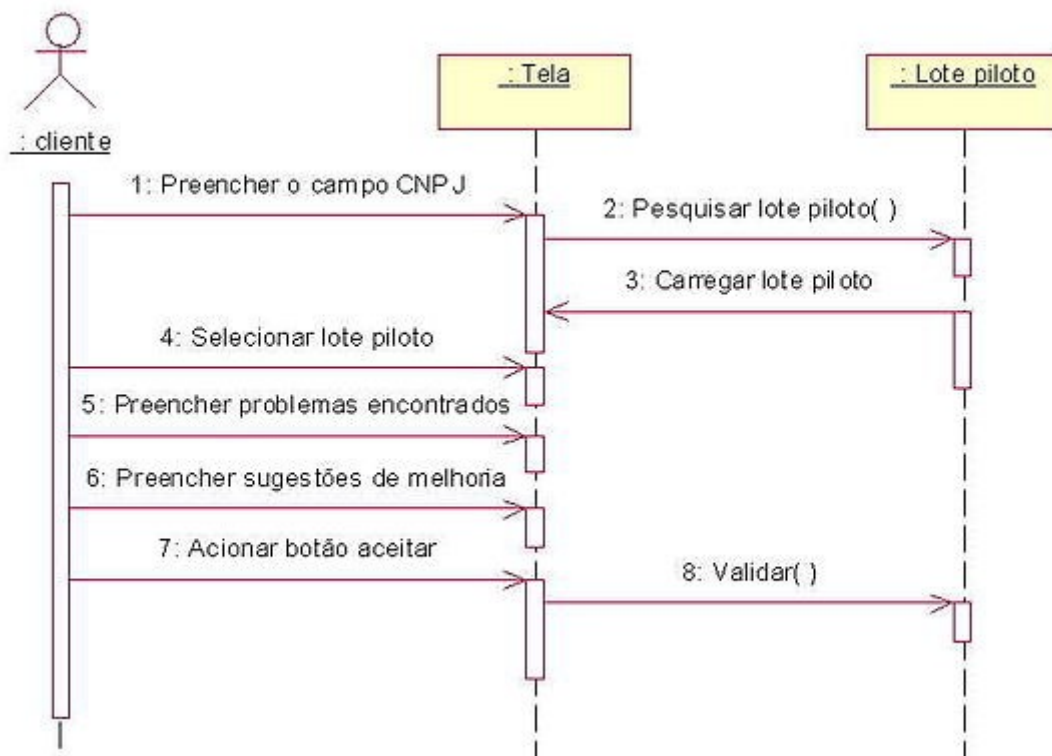 : Tela
: Lote piloto
: cliente
1: Preencher o campo CNPJ
2: Pesquisar lote piloto( )
3: Carregar lote piloto
4: Selecionar lote piloto
5: Preencher problemas encontrados
6: Preencher sugestões de melhoria
7: Acionar botão aceitar
8: Validar( )